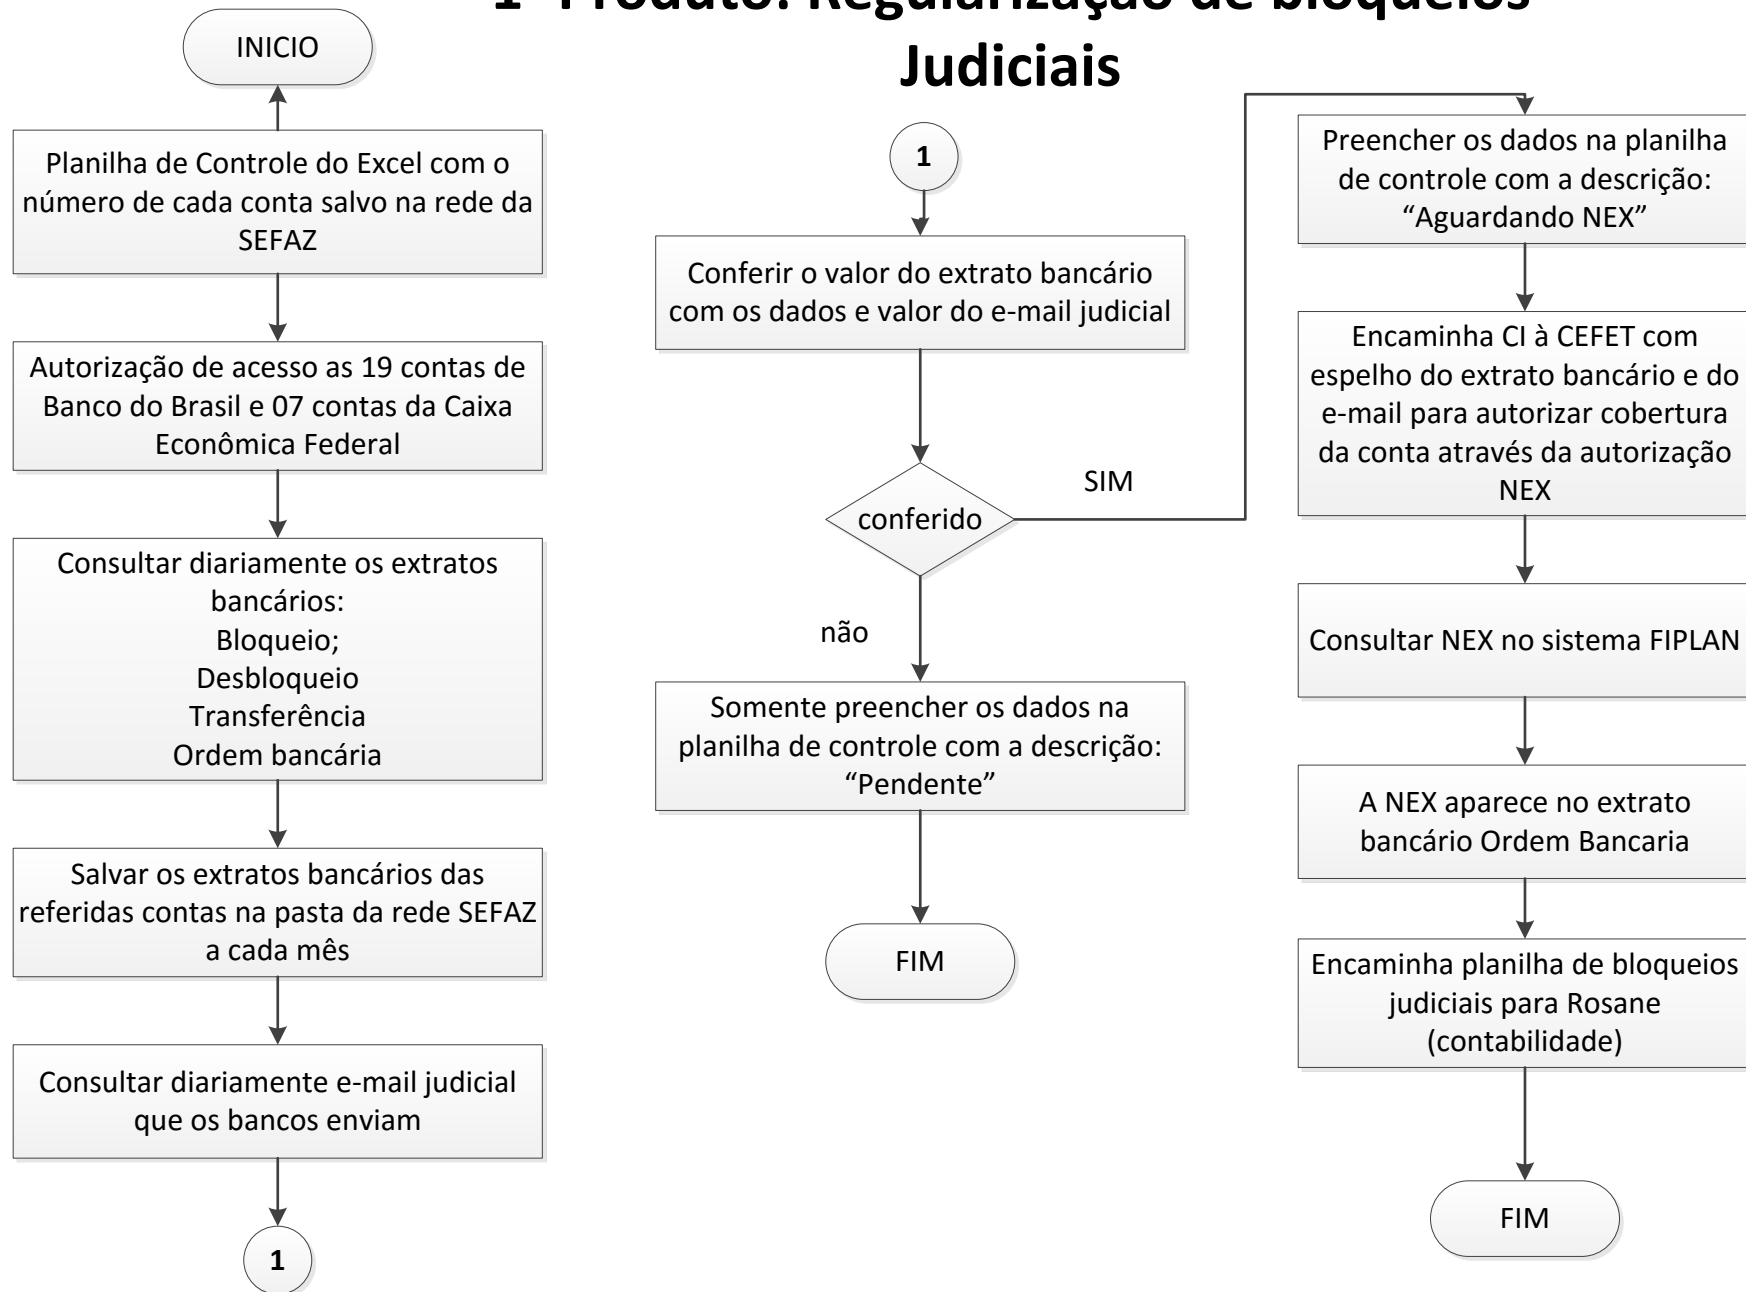 1º Produto: Regularização de bloqueios
Judiciais
INICIO
Planilha de Controle do Excel com o
número de cada conta salvo na rede da
SEFAZ
Autorização de acesso as 19 contas de
Banco do Brasil e 07 contas da Caixa
Econômica Federal
Consultar diariamente os extratos
bancários:
Bloqueio;
Desbloqueio
Transferência
Ordem bancária
Salvar os extratos bancários das
referidas contas na pasta da rede SEFAZ
a cada mês
Consultar diariamente e-mail judicial
que os bancos enviam
1
1
Conferir o valor do extrato bancário
com os dados e valor do e-mail judicial
conferido
SIM
não
Somente preencher os dados na
planilha de controle com a descrição:
“Pendente”
FIM
Preencher os dados na planilha
de controle com a descrição:
“Aguardando NEX”
Encaminha CI à CEFET com
espelho do extrato bancário e do
e-mail para autorizar cobertura
da conta através da autorização
NEX
Consultar NEX no sistema FIPLAN
A NEX aparece no extrato
bancário Ordem Bancaria
Encaminha planilha de bloqueios
judiciais para Rosane
(contabilidade)
FIM